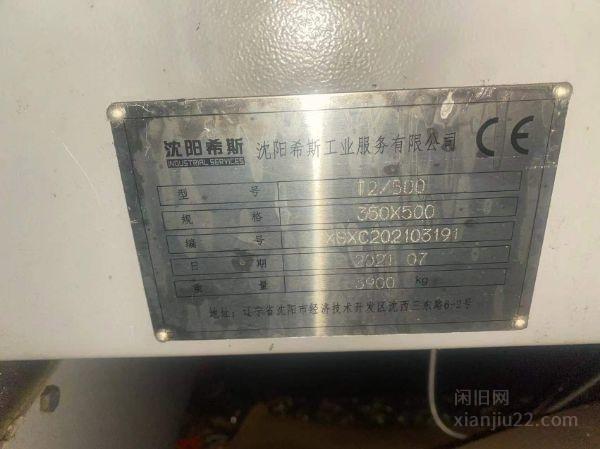 沈阳希斯
INDUSTRIAL SERVICES
沈阳希斯工业服务有限公司
CE
型 号 T2/500
规 格 360X500
编 号 XSXC202103191
日 期 2021.07
重 量 3900 kg
地址：辽宁省沈阳市经济技术开发区沈西三东路6-2号
闲旧网
xianjiu22.com